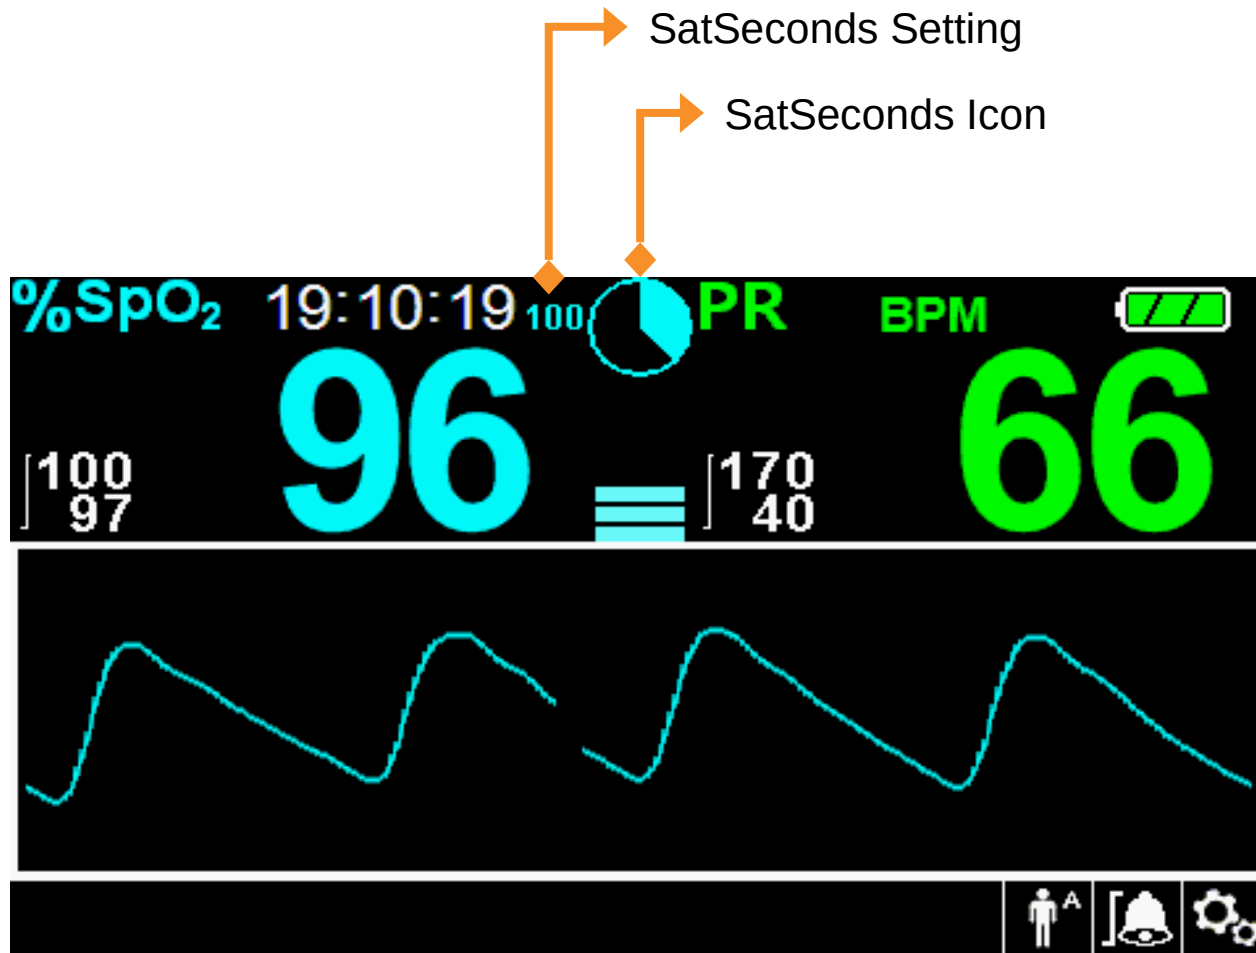 SatSeconds Setting
SatSeconds Icon
%SpO₂ 19:10:19 100 PR BPM
96 66
100 170
97 40
A